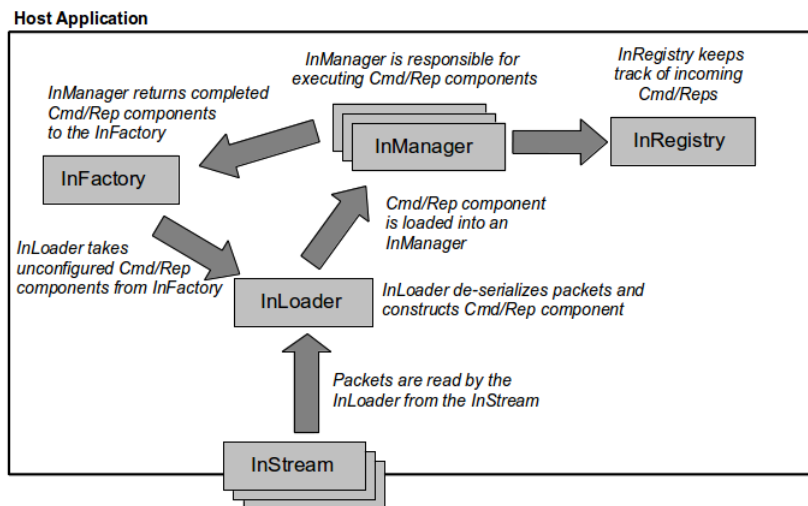 Host Application
InManager is responsible for
executing Cmd/Rep components
InRegistry keeps
track of incoming
Cmd/Reps
InManager returns completed
Cmd/Rep components
to the InFactory
InManager
InRegistry
InFactory
Cmd/Rep component
is loaded into an
InManager
InLoader takes
unconfigured Cmd/Rep
components from InFactory
InLoader
InLoader de-serializes packets and
constructs Cmd/Rep component
Packets are read by the
InLoader from the InStream
InStream